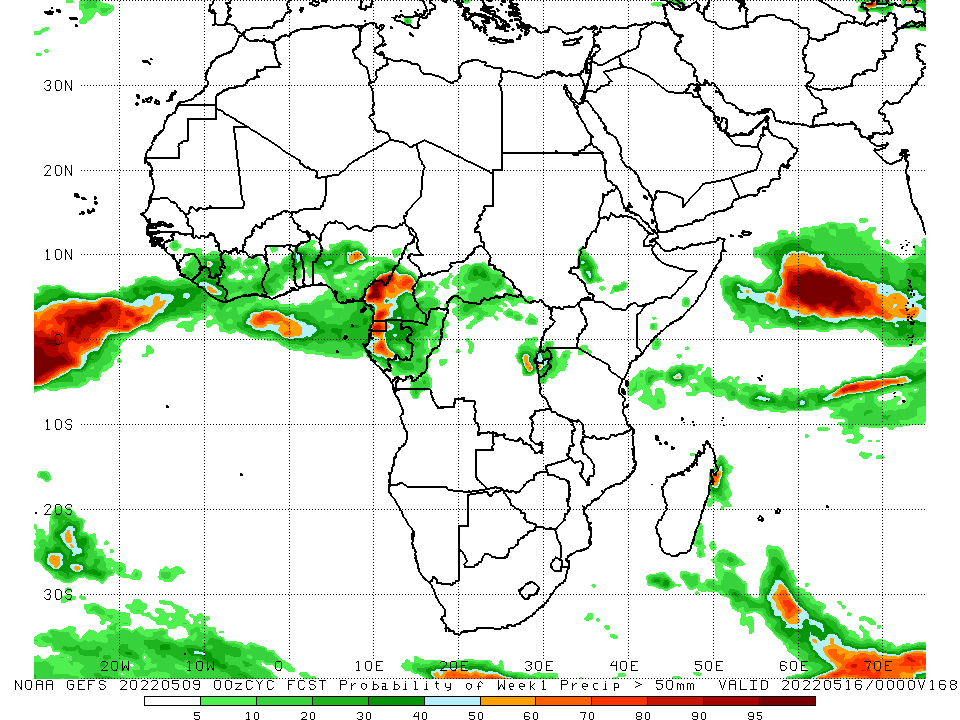 30N
20N
10N
0
10S
20S
30S
20W 10W 0 10E 20E 30E 40E 50E 60E 70E
NOAA GEFS 20220509 00zCYC FCST Probability of Week1 Precip > 50mm VALID 20220516/0000V168
5 10 20 30 40 50 60 70 80 90 95